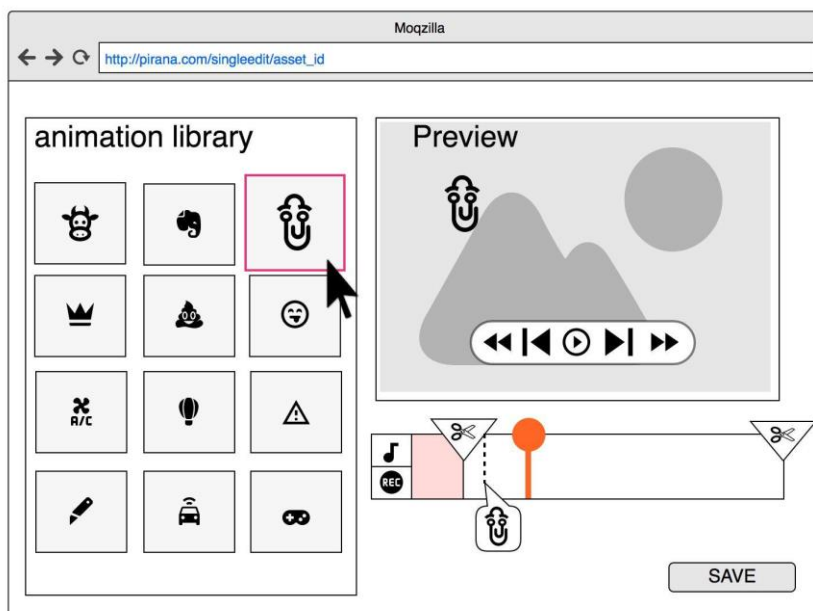 Moqzilla
http://pirana.com/singleedit/asset_id
animation library
Preview
A/C
REC
SAVE